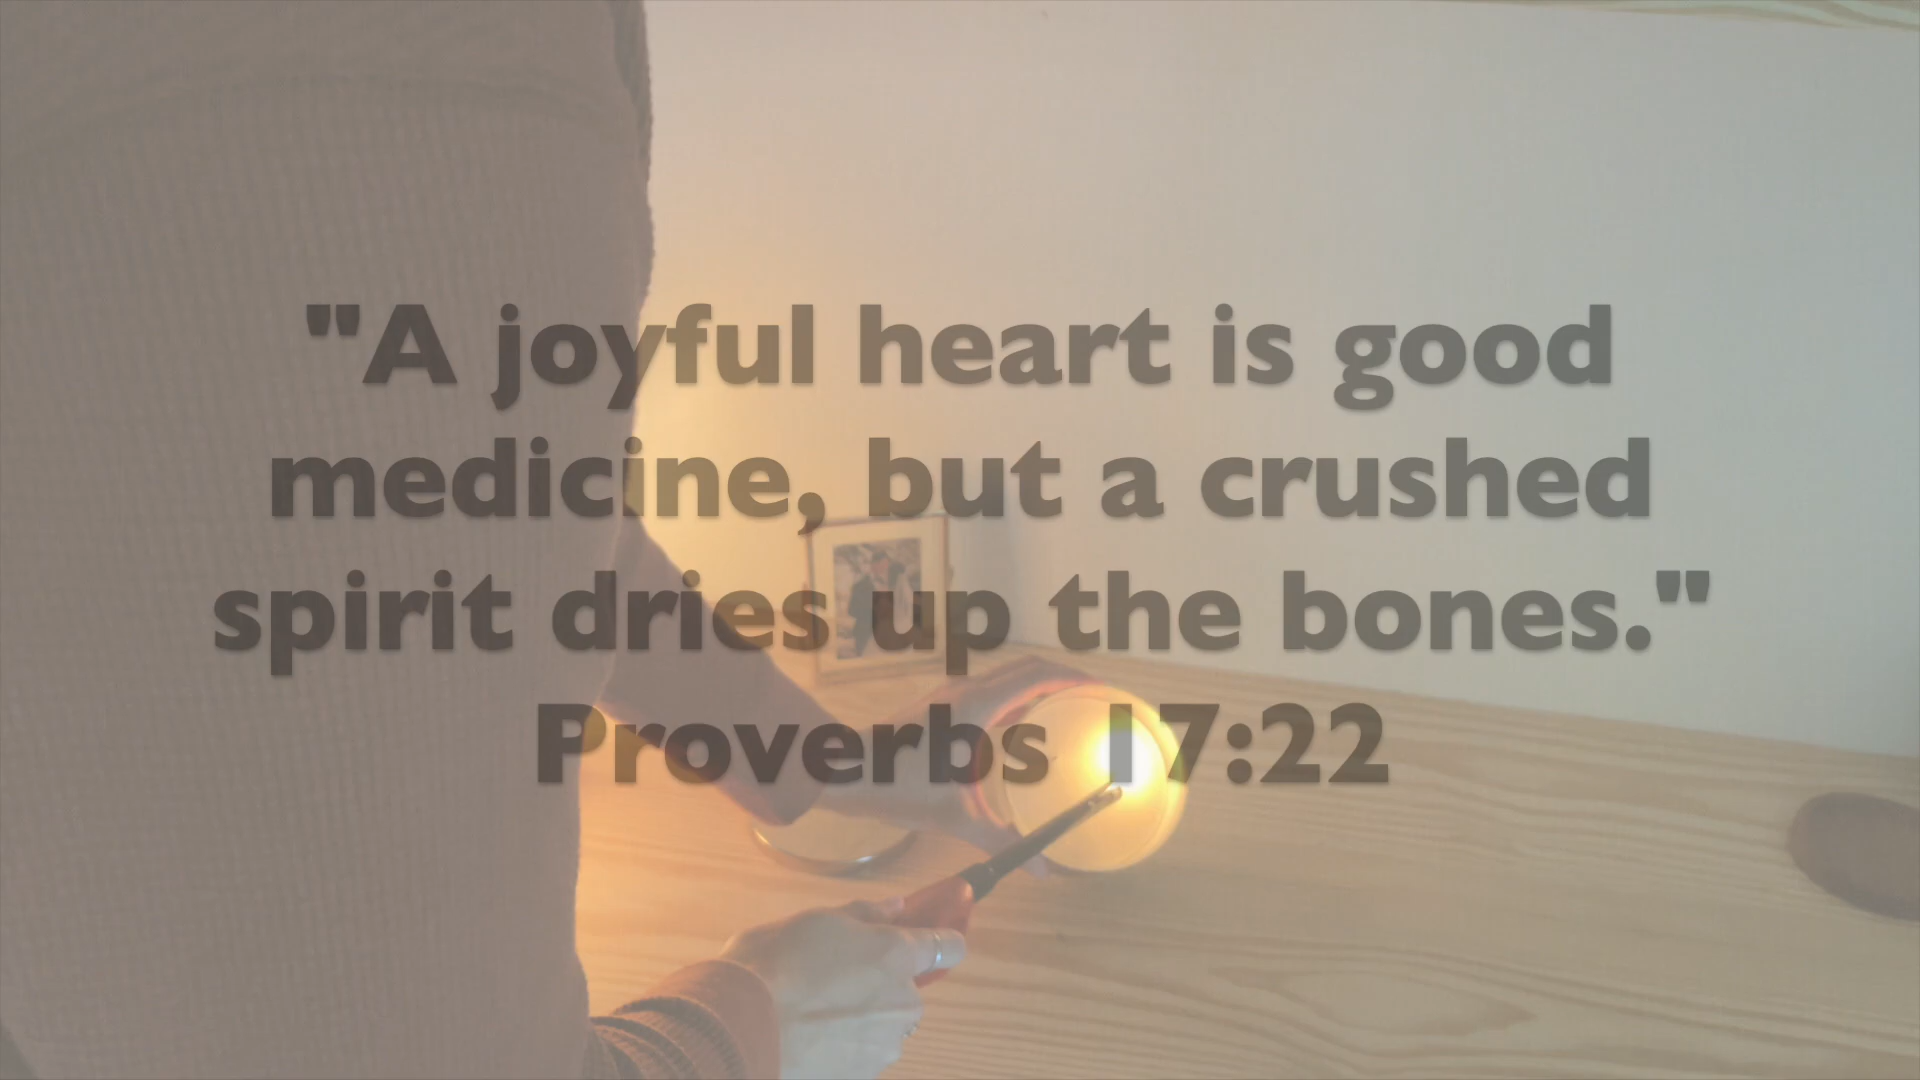 "A joyful heart is good
medicine, but a crushed
spirit dries up the bones."
Proverbs 17:22